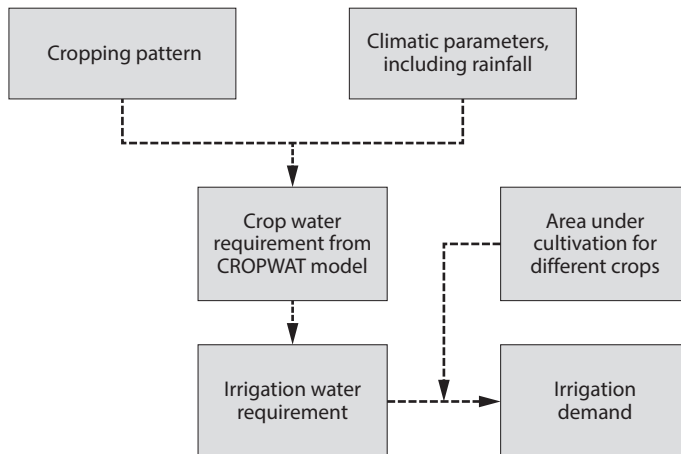 Cropping pattern
Climatic parameters,
including rainfall
Crop water
requirement from
CROPWAT model
Area under
cultivation for
different crops
Irrigation water
requirement
Irrigation
demand